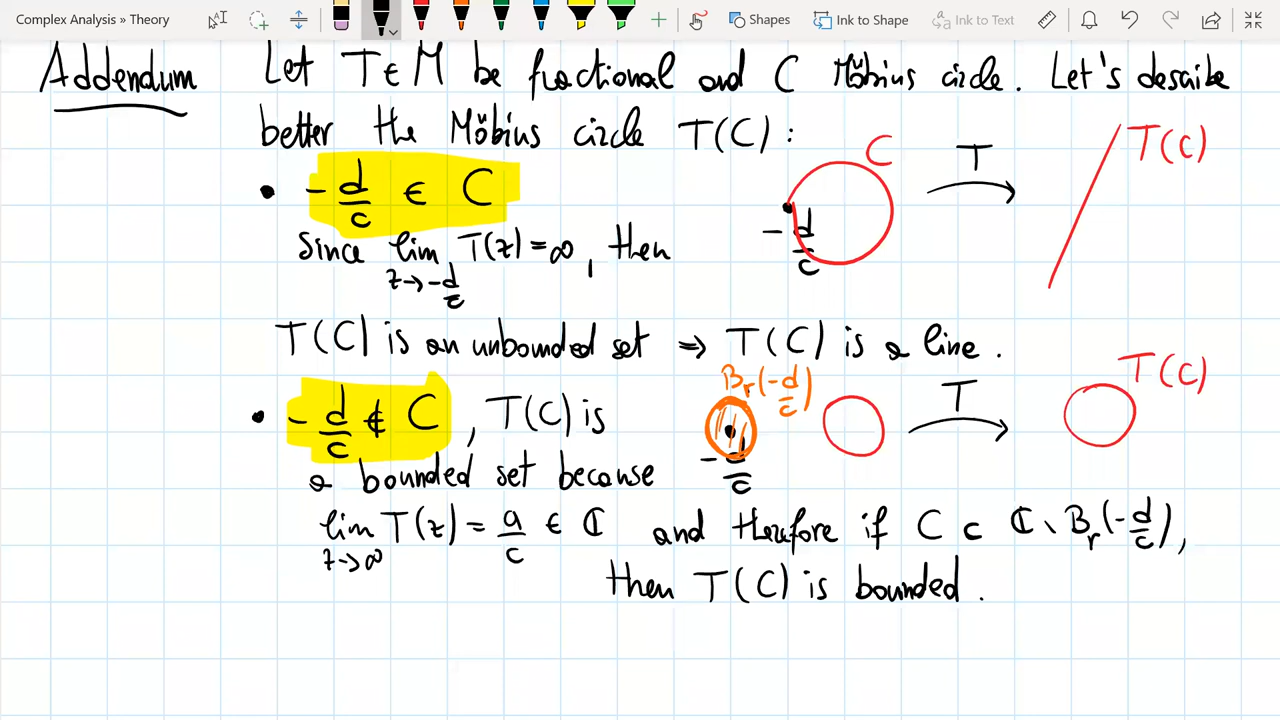 Complex Analysis » Theory
Shapes
Ink to Shape
Ink to Text
Addendum Let T ∈ M be fractional and C Möbius circle. Let's describe
better the Möbius circle T(C):
• -d/c ∈ C
C T T(C)
-d/c
Since lim z→-d/c T(z) = ∞, then
T(C) is an unbounded set ⇒ T(C) is a line.
• -d/c ∉ C, T(C) is
B_r(-d/c) T T(C)
-d/c
a bounded set because
lim z→∞ T(z) = a/c ∈ ℂ and therefore if C ⊂ ℂ \ B_r(-d/c),
then T(C) is bounded.